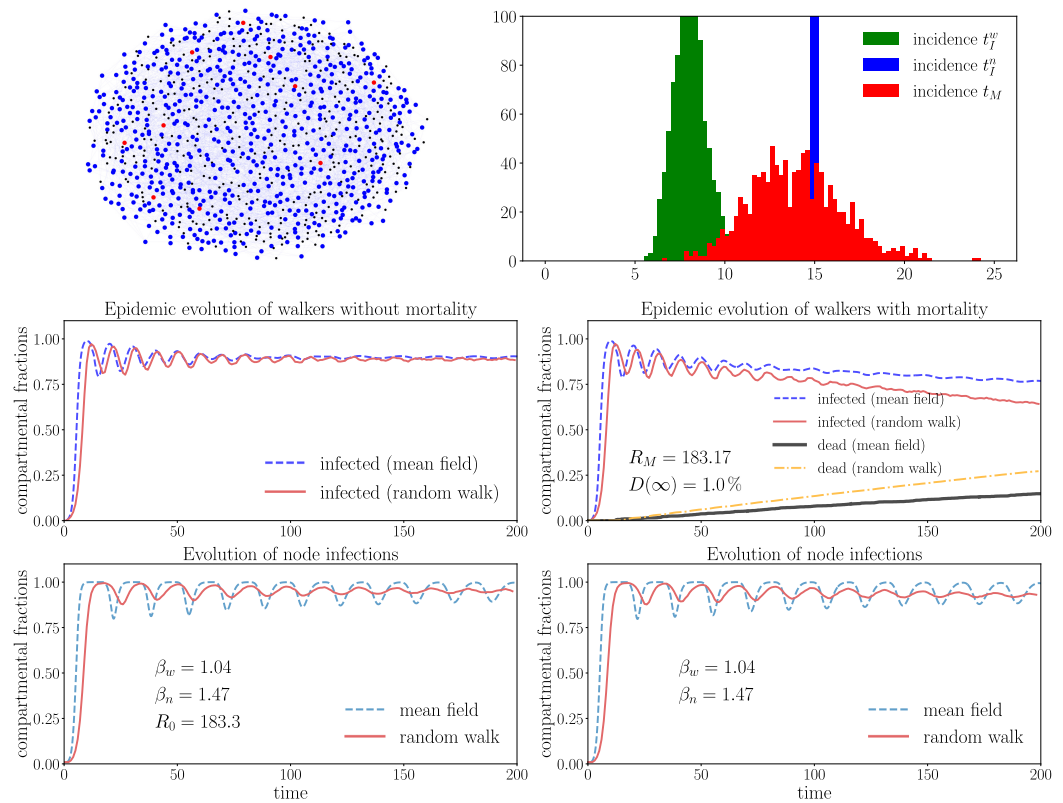 100
80
60
40
20
0
0 5 10 15 20 25
incidence $t_I^w$
incidence $t_I^n$
incidence $t_M$
Epidemic evolution of walkers without mortality
compartmental fractions
1.00
0.75
0.50
0.25
0.00
0 50 100 150 200
infected (mean field)
infected (random walk)
Epidemic evolution of walkers with mortality
compartmental fractions
1.00
0.75
0.50
0.25
0.00
0 50 100 150 200
infected (mean field)
infected (random walk)
dead (mean field)
dead (random walk)
$R_M = 183.17$
$D(\infty) = 1.0\,\%$
Evolution of node infections
compartmental fractions
1.00
0.75
0.50
0.25
0.00
0 50 100 150 200
time
$\beta_w = 1.04$
$\beta_n = 1.47$
$R_0 = 183.3$
mean field
random walk
Evolution of node infections
compartmental fractions
1.00
0.75
0.50
0.25
0.00
0 50 100 150 200
time
$\beta_w = 1.04$
$\beta_n = 1.47$
mean field
random walk